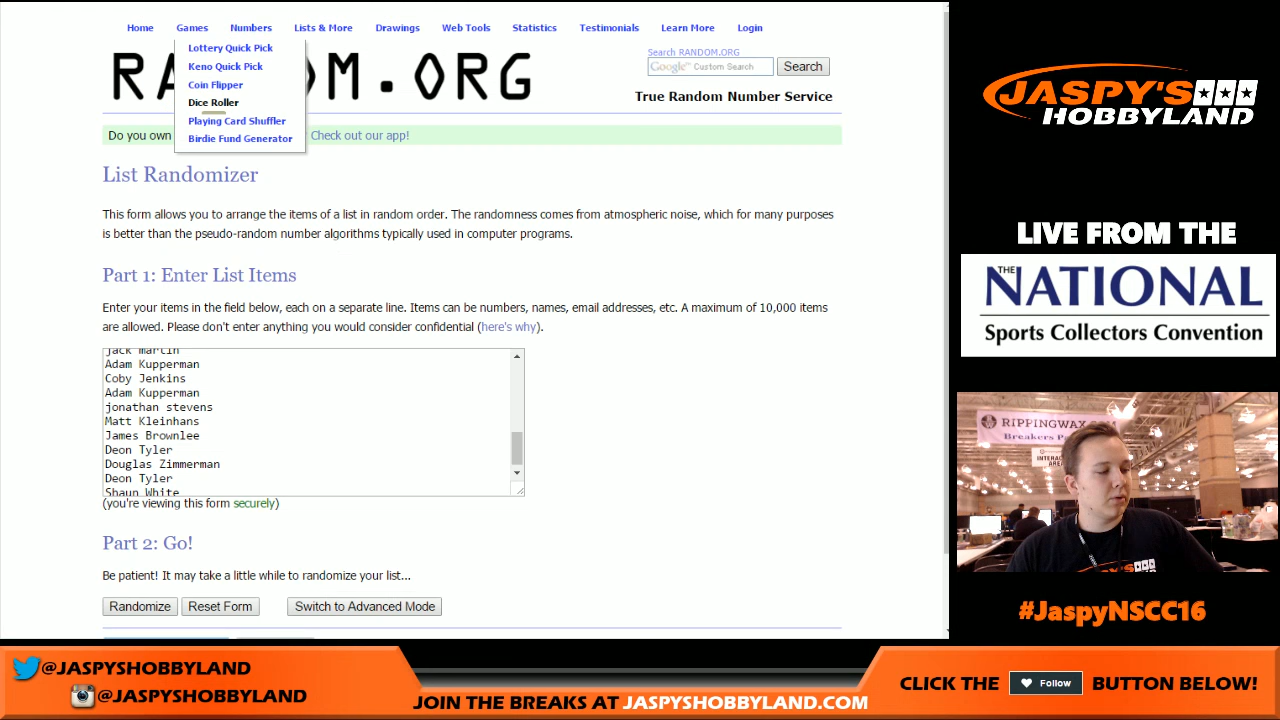 Home Games Numbers Lists & More Drawings Web Tools Statistics Testimonials Learn More Login
Lottery Quick Pick
Keno Quick Pick
Coin Flipper
Dice Roller
Playing Card Shuffler
Birdie Fund Generator
Search RANDOM.ORG
Google Custom Search Search
True Random Number Service
Do you own
Check out our app!
List Randomizer
This form allows you to arrange the items of a list in random order. The randomness comes from atmospheric noise, which for many purposes
is better than the pseudo-random number algorithms typically used in computer programs.
Part 1: Enter List Items
Enter your items in the field below, each on a separate line. Items can be numbers, names, email addresses, etc. A maximum of 10,000 items
are allowed. Please don't enter anything you would consider confidential (here's why).
jack martin
Adam Kupperman
Coby Jenkins
Adam Kupperman
jonathan stevens
Matt Kleinhans
James Brownlee
Deon Tyler
Douglas Zimmerman
Deon Tyler
Shaun White
(you're viewing this form securely)
Part 2: Go!
Be patient! It may take a little while to randomize your list...
Randomize Reset Form Switch to Advanced Mode
JASPY'S
HOBBYLAND
LIVE FROM THE
THE NATIONAL
Sports Collectors Convention
RIPPINGWAX.COM
Breakers
JASPY'S
#JaspyNSCC16
@JASPYSHOBBYLAND
@JASPYSHOBBYLAND
JOIN THE BREAKS AT JASPYSHOBBYLAND.COM
CLICK THE Follow BUTTON BELOW!